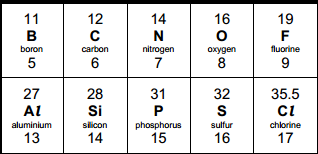 11 12 14 16 19
B C N O F
boron carbon nitrogen oxygen fluorine
5 6 7 8 9
27 28 31 32 35.5
Al Si P S Cl
aluminium silicon phosphorus sulfur chlorine
13 14 15 16 17